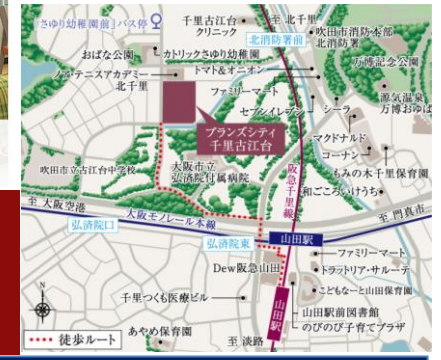 「さゆり幼稚園前」バス停
千里古江台
クリニック
至 北千里
北消防署前
吹田市消防本部
北消防署
おばな公園
カトリックさゆり幼稚園
万博記念公園
ノア・テニスアカデミー
北千里
トマト&オニオン
ファミリーマート
セブンイレブン
シーラ
源気温泉
万博おゆば
ブランズシティ
千里古江台
マクドナルド
コーナン
もみの木千里保育園
吹田市立古江台中学校
大阪市立
弘済院付属病院
阪急千里線
和ごころいけうち
至 大阪空港
大阪モノレール本線
至 門真市
弘済院口
弘済院東
山田駅
Dew阪急山田
ファミリーマート
トラットリア・サルーテ
こどもなーと山田保育園
千里つくも医療ビル
山田駅
山田駅前図書館
のびのび子育てプラザ
あやめ保育園
至 淡路
徒歩ルート